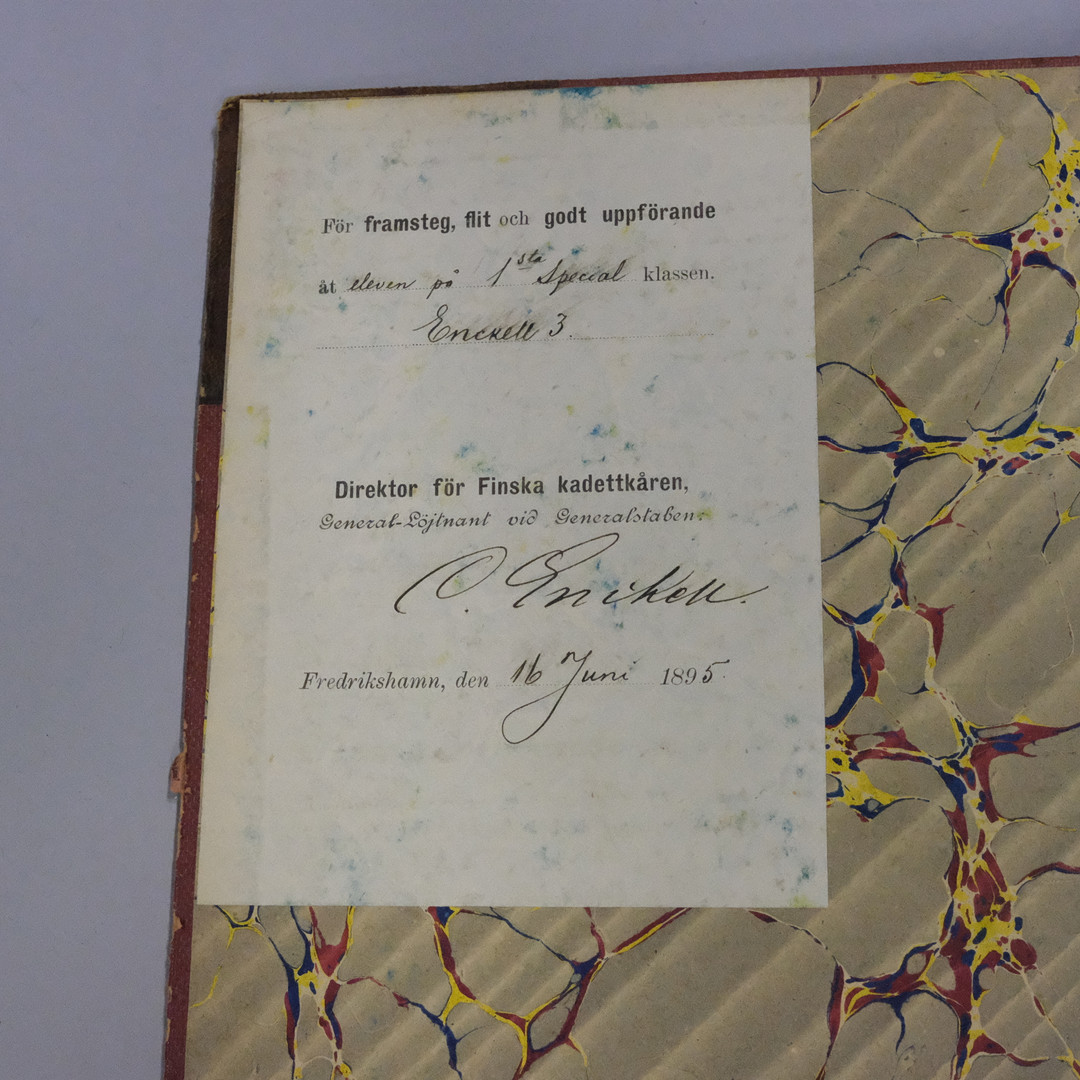 För framsteg, flit och godt uppförande
åt eleven på 1sta Special klassen.
Enckell 3.
Direktor för Finska kadettkåren,
General-Löjtnant vid Generalstaben:
C. Enckell.
Fredrikshamn, den 16 Juni 1895.